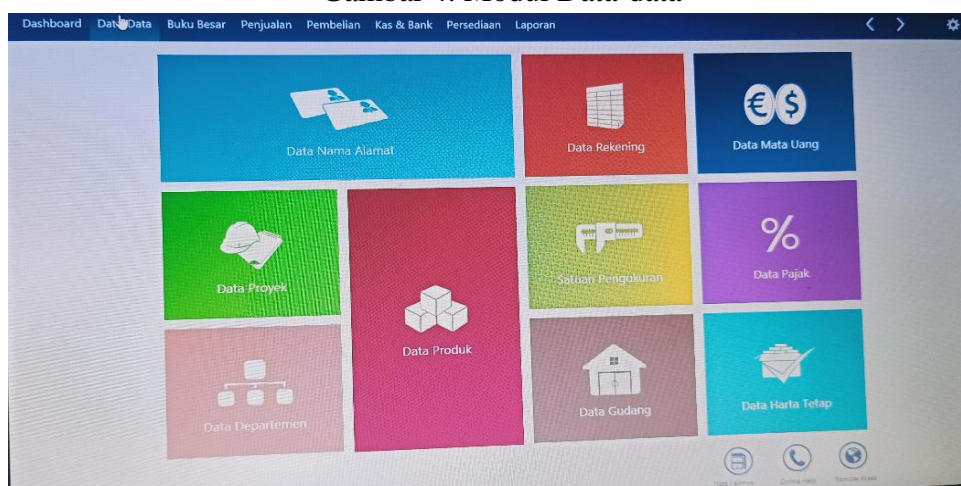 Gambar 4. Modul Data-data
Dashboard Data-Data Buku Besar Penjualan Pembelian Kas & Bank Persediaan Laporan
Data Nama Alamat
Data Rekening
Data Mata Uang
Data Proyek
Data Produk
Satuan Pengukuran
Data Pajak
Data Departemen
Data Gudang
Data Harta Tetap
Data Lainnya Online Help